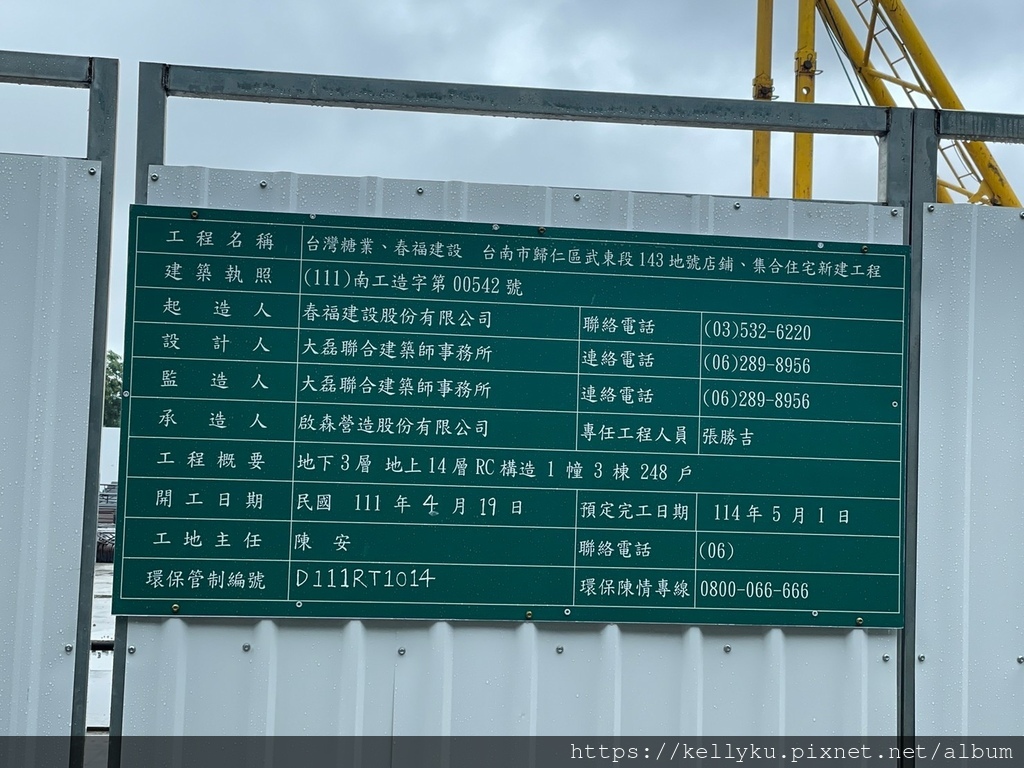 工程名稱 台灣糖業、春福建設 台南市歸仁區武東段143地號店鋪、集合住宅新建工程
建築執照 (111)南工造字第 00542 號
起造人 春福建設股份有限公司 聯絡電話 (03)532-6220
設計人 大磊聯合建築師事務所 連絡電話 (06)289-8956
監造人 大磊聯合建築師事務所 連絡電話 (06)289-8956
承造人 啟森營造股份有限公司 專任工程人員 張勝吉
工程概要 地下3層 地上14層RC構造 1 幢 3 棟 248 戶
開工日期 民國 111 年 4 月 19 日 預定完工日期 114 年 5 月 1 日
工地主任 陳 安 聯絡電話 (06)
環保管制編號 D111RT1014 環保陳情專線 0800-066-666
https://kellyku.pixnet.net/album